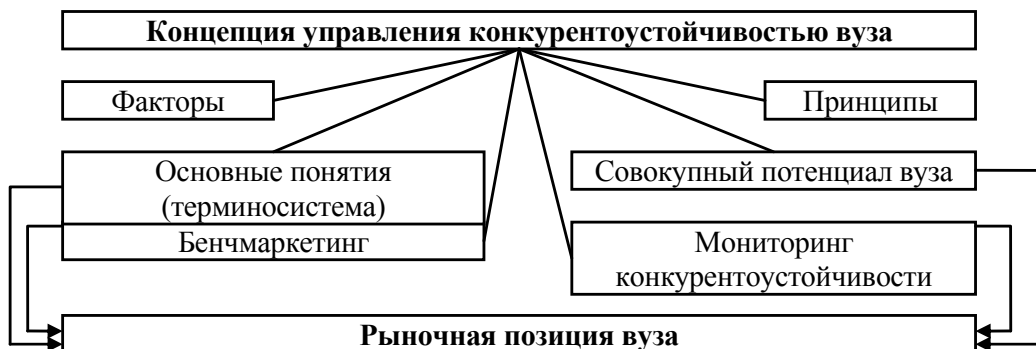 Концепция управления конкурентоустойчивостью вуза
Факторы
Принципы
Основные понятия
(терминосистема)
Совокупный потенциал вуза
Бенчмаркетинг
Мониторинг
конкурентоустойчивости
Рыночная позиция вуза